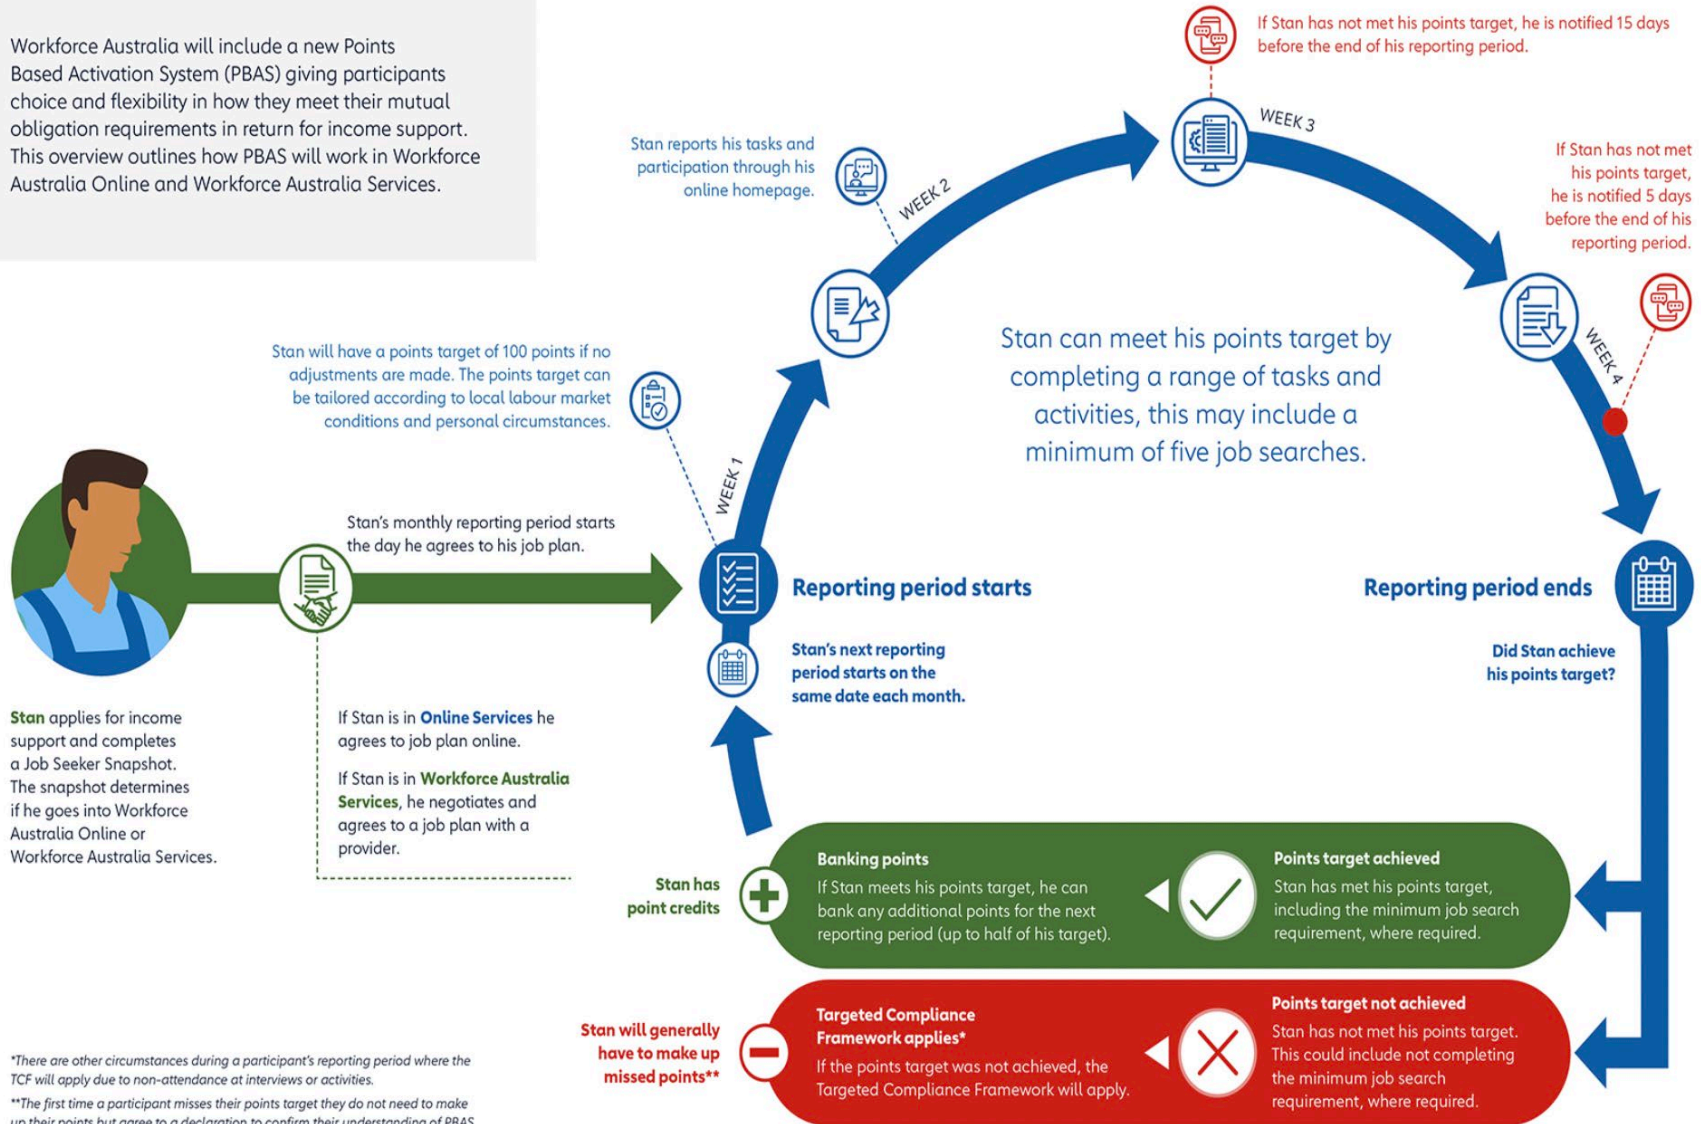 Workforce Australia will include a new Points
Based Activation System (PBAS) giving participants
choice and flexibility in how they meet their mutual
obligation requirements in return for income support.
This overview outlines how PBAS will work in Workforce
Australia Online and Workforce Australia Services.
If Stan has not met his points target, he is notified 15 days
before the end of his reporting period.
WEEK 3
Stan reports his tasks and
participation through his
online homepage.
WEEK 2
If Stan has not met
his points target,
he is notified 5 days
before the end of his
reporting period.
WEEK 4
Stan will have a points target of 100 points if no
adjustments are made. The points target can
be tailored according to local labour market
conditions and personal circumstances.
WEEK 1
Stan can meet his points target by
completing a range of tasks and
activities, this may include a
minimum of five job searches.
Stan's monthly reporting period starts
the day he agrees to his job plan.
Reporting period starts
Stan's next reporting
period starts on the
same date each month.
Reporting period ends
Did Stan achieve
his points target?
Stan applies for income
support and completes
a Job Seeker Snapshot.
The snapshot determines
if he goes into Workforce
Australia Online or
Workforce Australia Services.
If Stan is in Online Services he
agrees to job plan online.
If Stan is in Workforce Australia
Services, he negotiates and
agrees to a job plan with a
provider.
Stan has
point credits
Banking points
If Stan meets his points target, he can
bank any additional points for the next
reporting period (up to half of his target).
Points target achieved
Stan has met his points target,
including the minimum job search
requirement, where required.
Stan will generally
have to make up
missed points**
Targeted Compliance
Framework applies*
If the points target was not achieved, the
Targeted Compliance Framework will apply.
Points target not achieved
Stan has not met his points target.
This could include not completing
the minimum job search
requirement, where required.
*There are other circumstances during a participant's reporting period where the
TCF will apply due to non-attendance at interviews or activities.
**The first time a participant misses their points target they do not need to make
up their points but agree to a declaration to confirm their understanding of PBAS